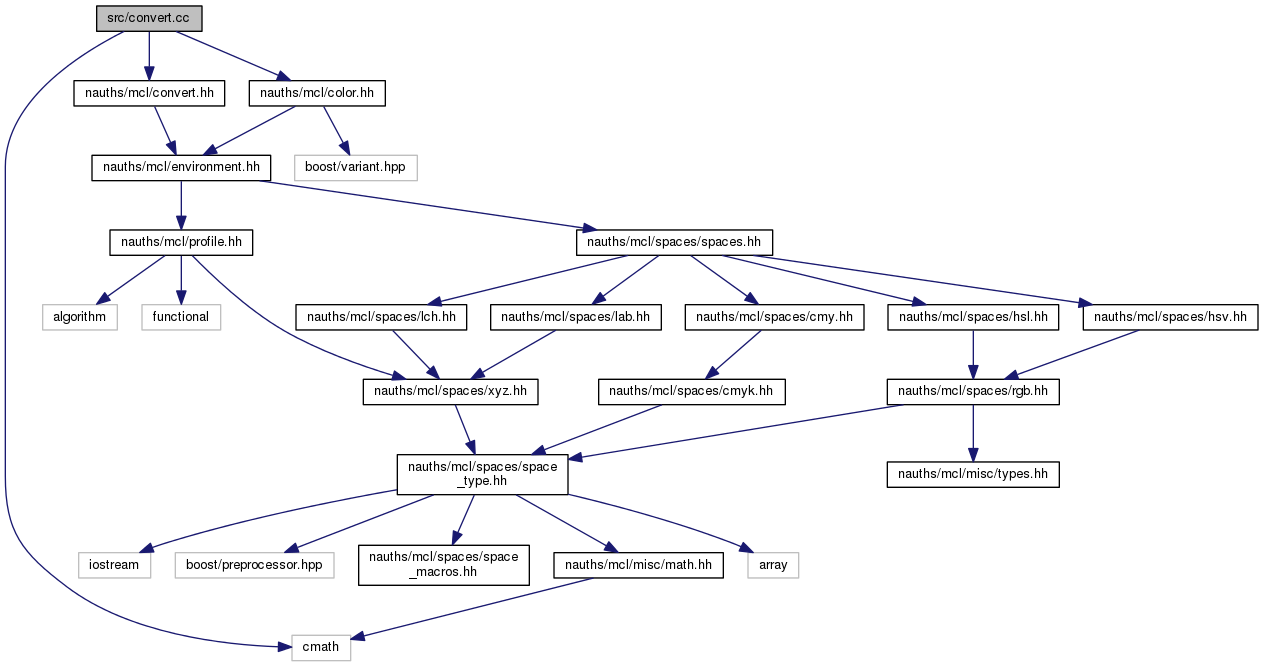 src/convert.cc
nauths/mcl/convert.hh
nauths/mcl/color.hh
nauths/mcl/environment.hh
boost/variant.hpp
nauths/mcl/profile.hh
nauths/mcl/spaces/spaces.hh
algorithm
functional
nauths/mcl/spaces/lch.hh
nauths/mcl/spaces/lab.hh
nauths/mcl/spaces/cmy.hh
nauths/mcl/spaces/hsl.hh
nauths/mcl/spaces/hsv.hh
nauths/mcl/spaces/xyz.hh
nauths/mcl/spaces/cmyk.hh
nauths/mcl/spaces/rgb.hh
nauths/mcl/spaces/space
_type.hh
nauths/mcl/misc/types.hh
iostream
boost/preprocessor.hpp
nauths/mcl/spaces/space
_macros.hh
nauths/mcl/misc/math.hh
array
cmath